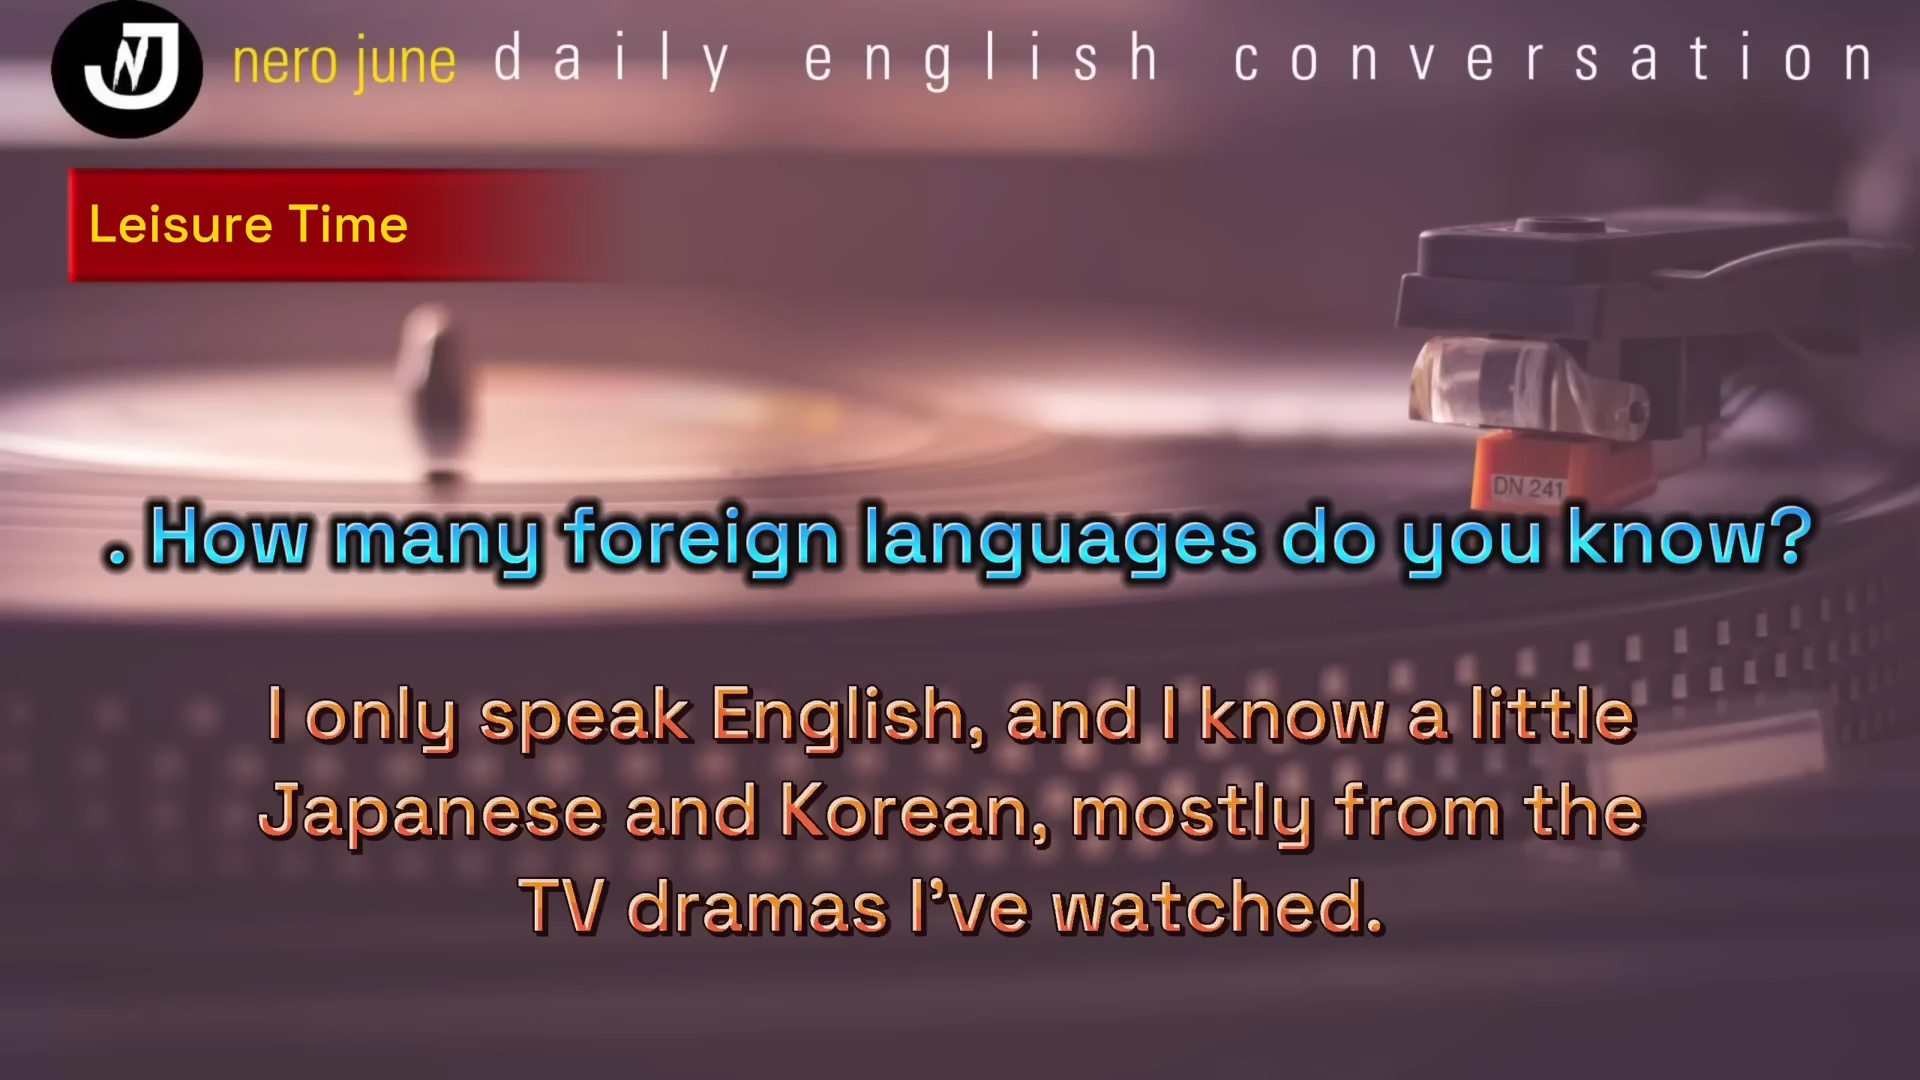 NJ nero june daily english conversation
Leisure Time
DN 241
. How many foreign languages do you know?
I only speak English, and I know a little
Japanese and Korean, mostly from the
TV dramas I've watched.